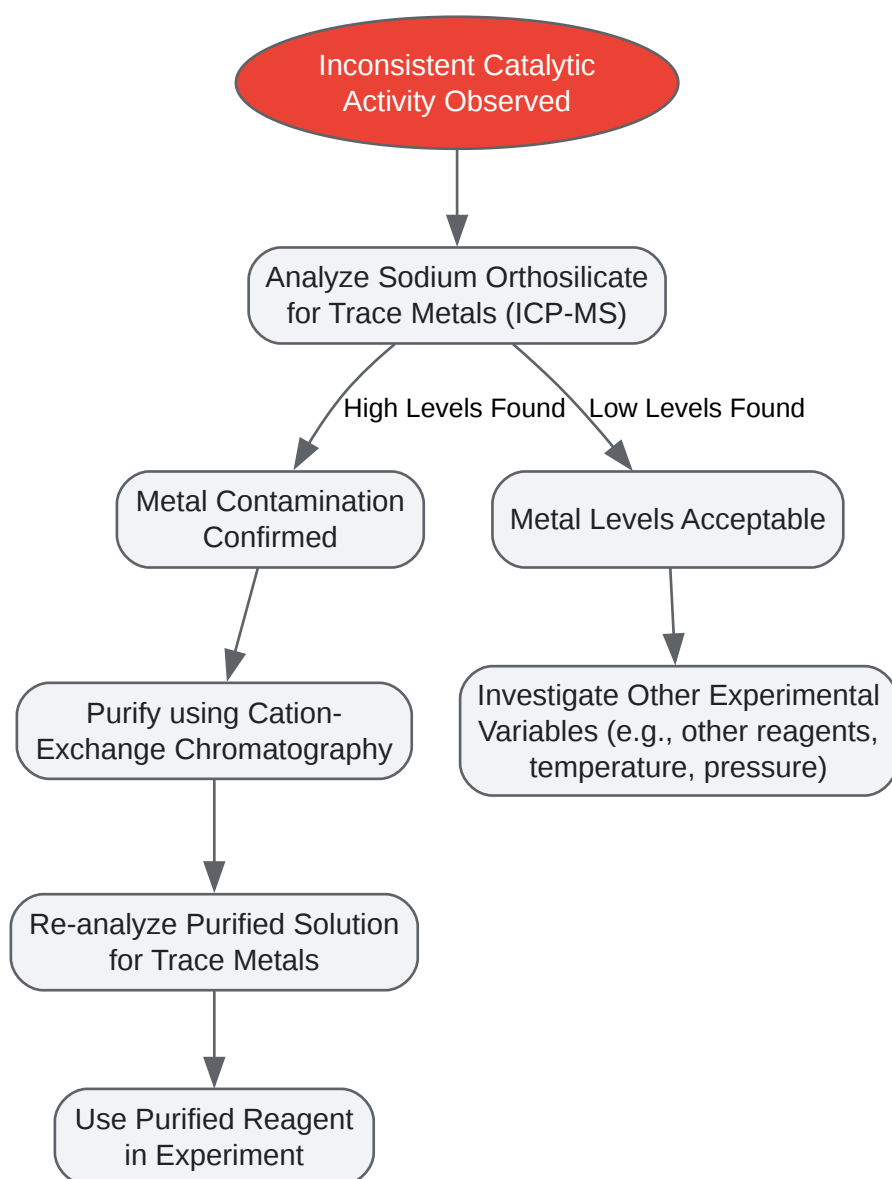 Inconsistent Catalytic
Activity Observed
Analyze Sodium Orthosilicate
for Trace Metals (ICP-MS)
High Levels Found
Low Levels Found
Metal Contamination
Confirmed
Metal Levels Acceptable
Purify using Cation-
Exchange Chromatography
Investigate Other Experimental
Variables (e.g., other reagents,
temperature, pressure)
Re-analyze Purified Solution
for Trace Metals
Use Purified Reagent
in Experiment